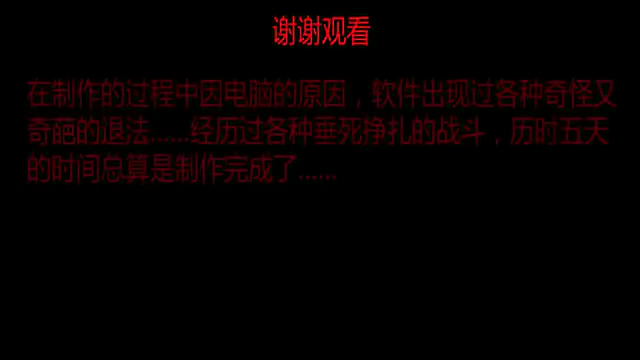 谢谢观看
在制作的过程中因电脑的原因，软件出现过各种奇怪又
奇葩的退法……经历过各种垂死挣扎的战斗，历时五天
的时间总算是制作完成了……